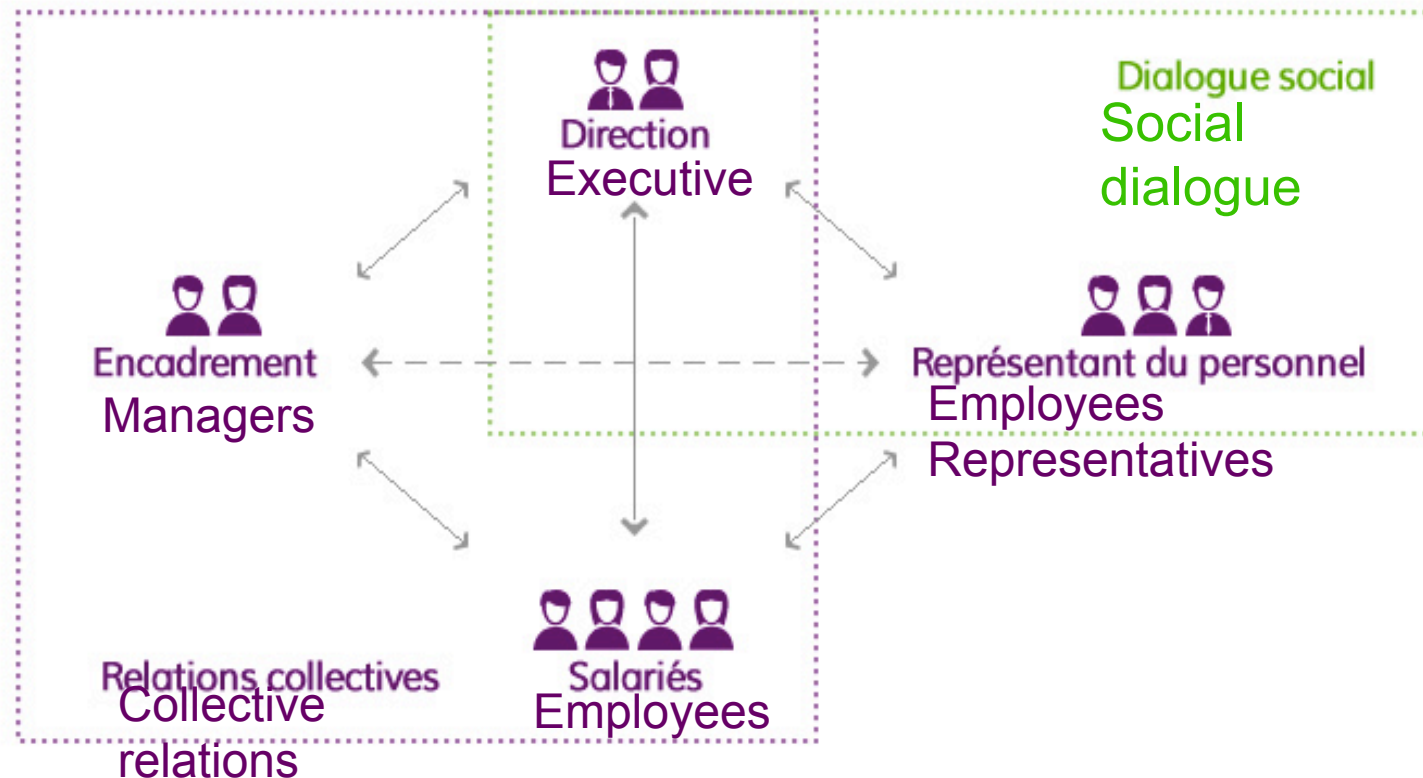 Dialogue social
Social
dialogue
Direction
Executive
Encadrement
Managers
Représentant du personnel
Employees
Representatives
Relations collectives
Collective
relations
Salariés
Employees